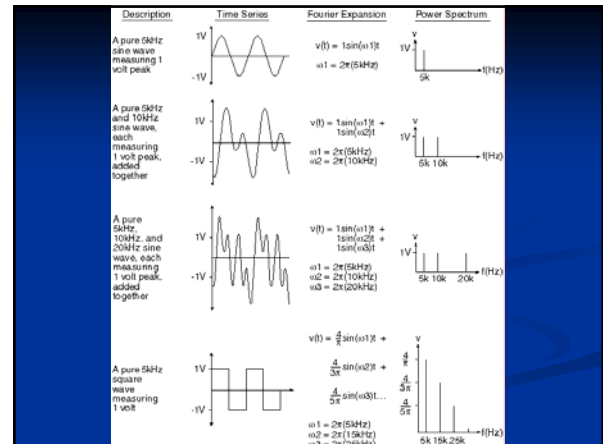 Description Time Series Fourier Expansion Power Spectrum
A pure 5kHz
sine wave
measuring 1
volt peak
1V
-1V
v(t) = 1sin(ω1)t
ω1 = 2π(5kHz)
v
1V
5k
f(Hz)
A pure 5kHz
and 10kHz
sine wave,
each
measuring
1 volt peak,
added
together
1V
-1V
v(t) = 1sin(ω1)t +
1sin(ω2)t
ω1 = 2π(5kHz)
ω2 = 2π(10kHz)
v
1V
5k 10k
f(Hz)
A pure
5kHz,
10kHz, and
20kHz sine
wave, each
measuring
1 volt peak,
added
together
1V
-1V
v(t) = 1sin(ω1)t +
1sin(ω2)t +
1sin(ω3)t
ω1 = 2π(5kHz)
ω2 = 2π(10kHz)
ω3 = 2π(20kHz)
v
1V
5k 10k 20k
f(Hz)
A pure 5kHz
square
wave
measuring
1 volt
1V
-1V
v(t) = 4/π sin(ω1)t +
4/3π sin(ω2)t +
4/5π sin(ω3)t...
ω1 = 2π(5kHz)
ω2 = 2π(15kHz)
v
4/π
f(Hz)
5k 15k 25k